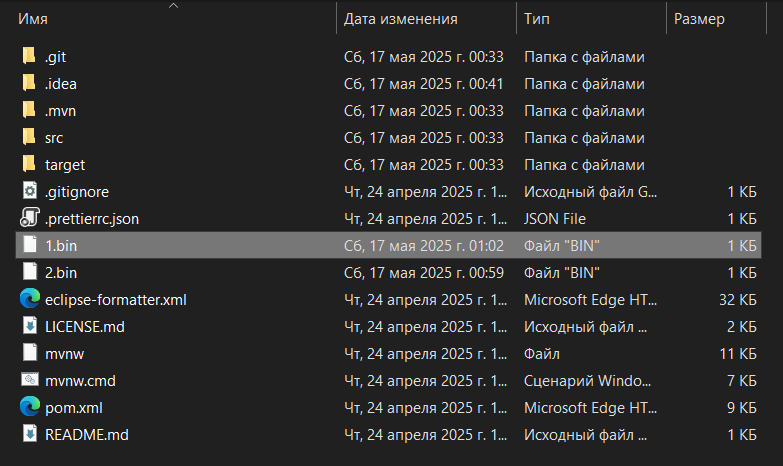 Имя Дата изменения Тип Размер
.git Сб, 17 мая 2025 г. 00:33 Папка с файлами
.idea Сб, 17 мая 2025 г. 00:41 Папка с файлами
.mvn Сб, 17 мая 2025 г. 00:33 Папка с файлами
src Сб, 17 мая 2025 г. 00:33 Папка с файлами
target Сб, 17 мая 2025 г. 00:33 Папка с файлами
.gitignore Чт, 24 апреля 2025 г. 1... Исходный файл G... 1 КБ
.prettierrc.json Чт, 24 апреля 2025 г. 1... JSON File 1 КБ
1.bin Сб, 17 мая 2025 г. 01:02 Файл "BIN" 1 КБ
2.bin Сб, 17 мая 2025 г. 00:59 Файл "BIN" 1 КБ
eclipse-formatter.xml Чт, 24 апреля 2025 г. 1... Microsoft Edge HT... 32 КБ
LICENSE.md Чт, 24 апреля 2025 г. 1... Исходный файл ... 2 КБ
mvnw Чт, 24 апреля 2025 г. 1... Файл 11 КБ
mvnw.cmd Чт, 24 апреля 2025 г. 1... Сценарий Windo... 7 КБ
pom.xml Чт, 24 апреля 2025 г. 1... Microsoft Edge HT... 9 КБ
README.md Чт, 24 апреля 2025 г. 1... Исходный файл ... 1 КБ